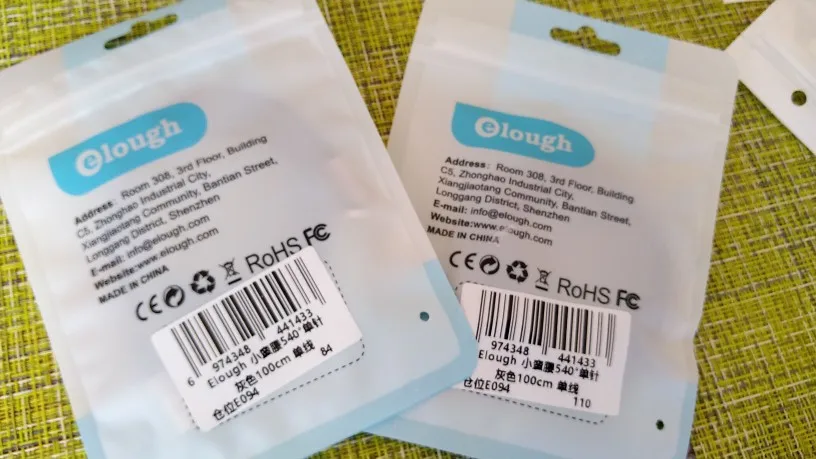 elough
Address: Room 308, 3rd Floor, Building
C5, Zhonghao Industrial City,
Xiangjiaotang Community, Bantian Street,
Longgang District, Shenzhen
E-mail: info@elough.com
Website:www.elough.com
MADE IN CHINA
CE RoHS FC
6 974348 441433
Elough 小蛮腰540°单针
灰色100cm 单线
仓位E094 84
elough
Address: Room 308, 3rd Floor, Building
C5, Zhonghao Industrial City,
Xiangjiaotang Community, Bantian Street,
Longgang District, Shenzhen
E-mail: info@elough.com
Website:www.elough.com
MADE IN CHINA
CE RoHS FC
974348 441433
Elough 小蛮腰540°单针
灰色100cm 单线
仓位E094 110